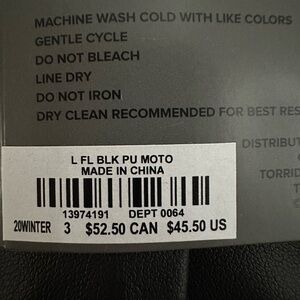 MACHINE WASH COLD WITH LIKE COLORS
GENTLE CYCLE
DO NOT BLEACH
LINE DRY
DO NOT IRON
DRY CLEAN RECOMMENDED FOR BEST RES
DISTRIBUT
TORRID
L FL BLK PU MOTO
MADE IN CHINA
13974191 DEPT 0064
20WINTER 3 $52.50 CAN $45.50 US